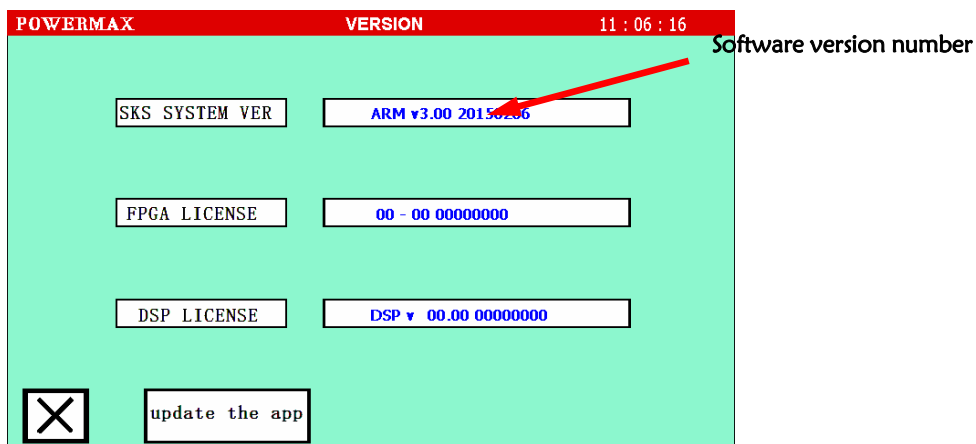 POWERMAX VERSION 11 : 06 : 16
Software version number
SKS SYSTEM VER ARM v3.00 20150206
FPGA LICENSE 00 - 00 00000000
DSP LICENSE DSP v 00.00 00000000
update the app